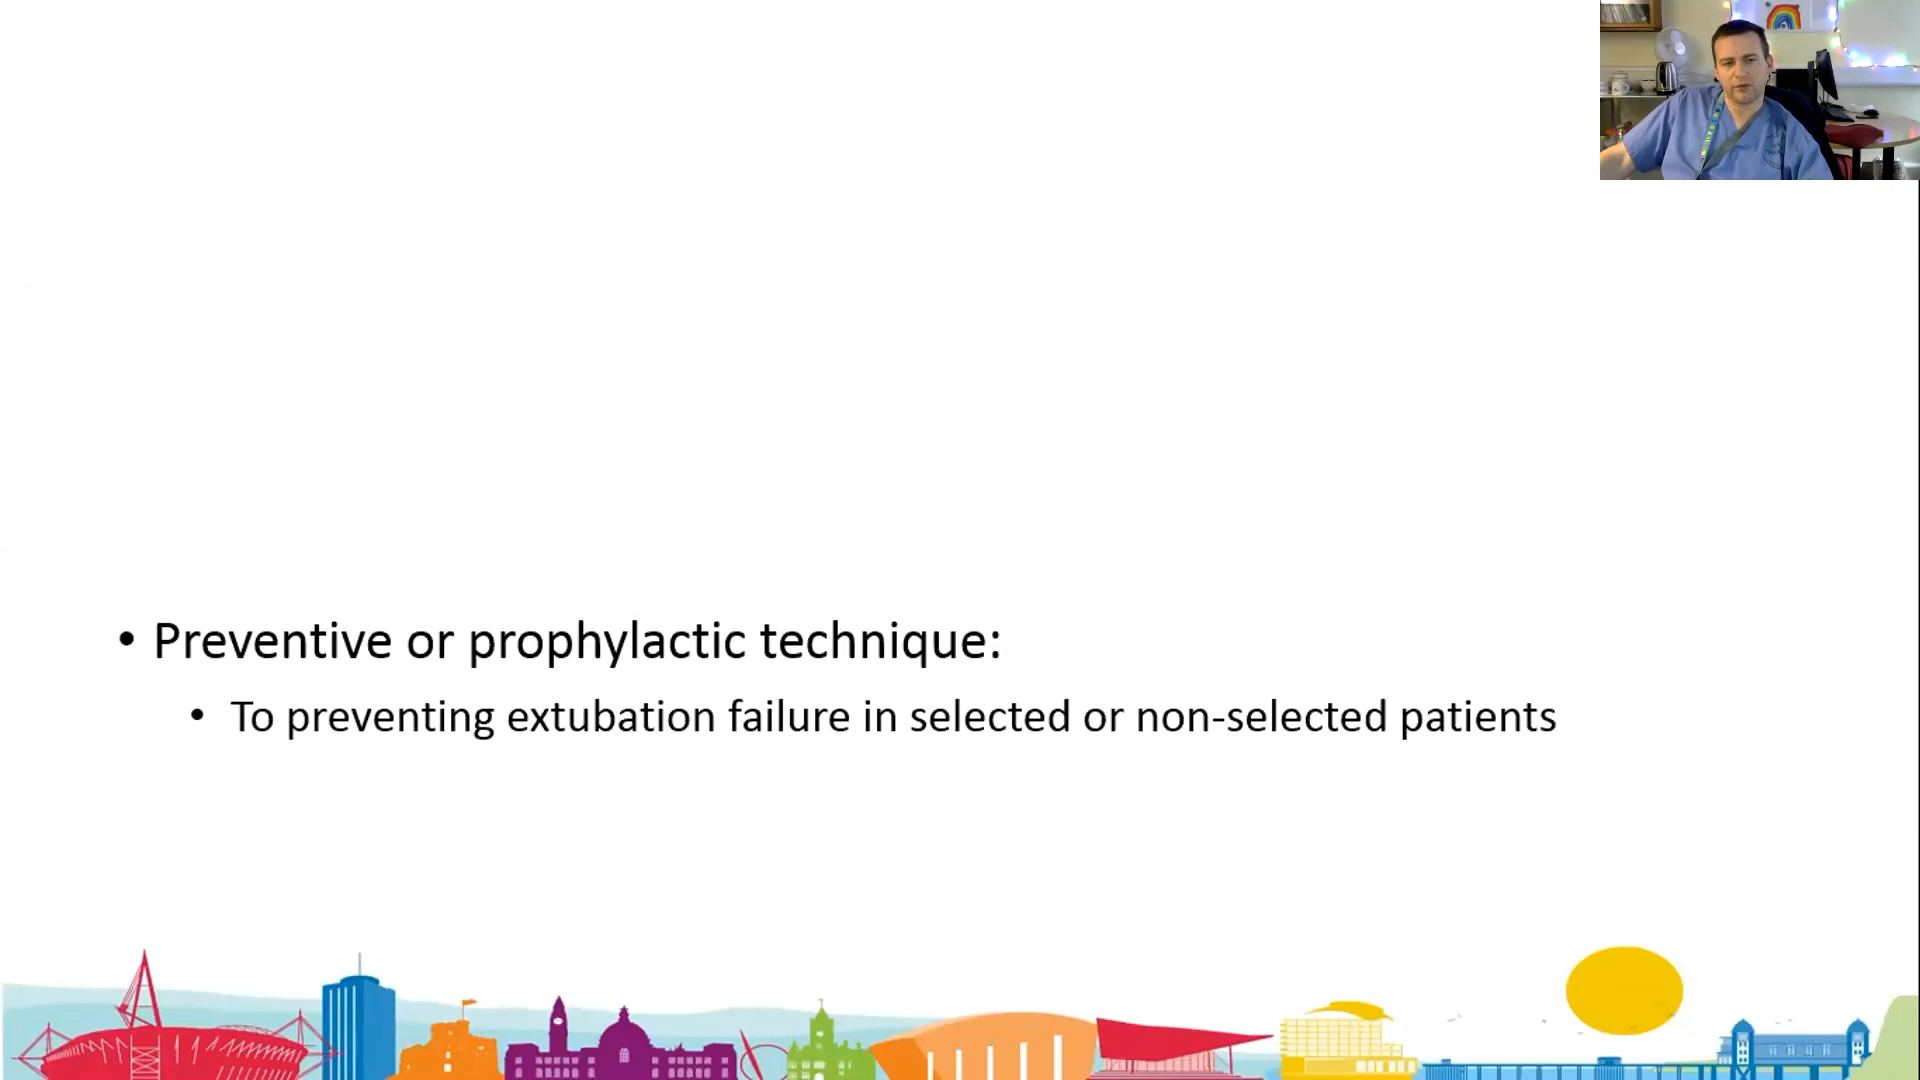 • Preventive or prophylactic technique:
• To preventing extubation failure in selected or non-selected patients